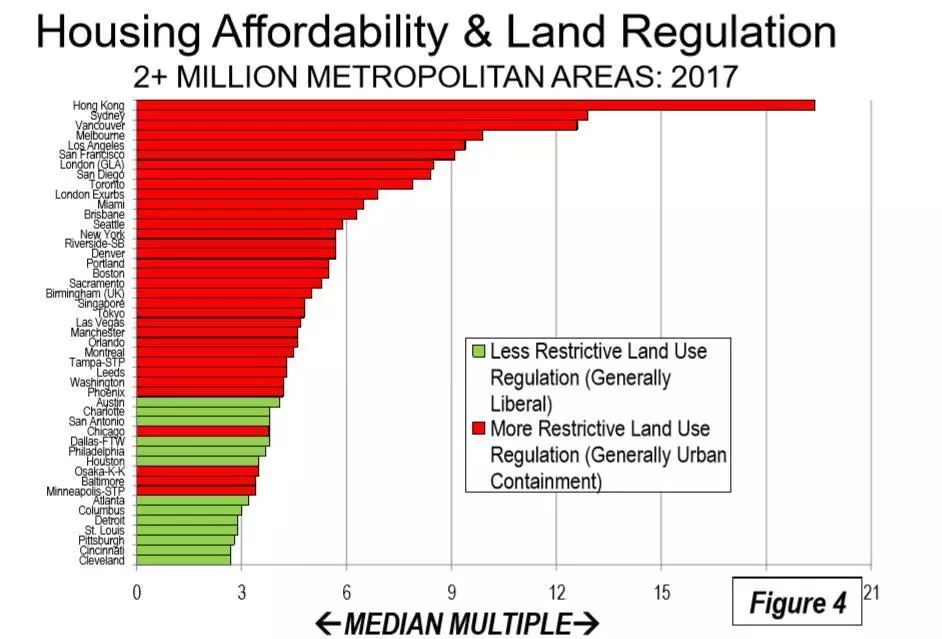 Housing Affordability & Land Regulation
2+ MILLION METROPOLITAN AREAS: 2017
Hong Kong
Sydney
Vancouver
Melbourne
Los Angeles
San Francisco
London (GLA)
San Diego
Toronto
London Exurbs
Miami
Brisbane
Seattle
New York
Riverside-SB
Denver
Portland
Boston
Sacramento
Birmingham (UK)
Singapore
Tokyo
Las Vegas
Manchester
Orlando
Montreal
Tampa-STP
Leeds
Washington
Phoenix
Austin
Charlotte
San Antonio
Chicago
Dallas-FTW
Philadelphia
Houston
Osaka-K-K
Baltimore
Minneapolis-STP
Atlanta
Columbus
Detroit
St. Louis
Pittsburgh
Cincinnati
Cleveland
Less Restrictive Land Use
Regulation (Generally
Liberal)
More Restrictive Land Use
Regulation (Generally Urban
Containment)
0 3 6 9 12 15 21
Figure 4
←MEDIAN MULTIPLE→